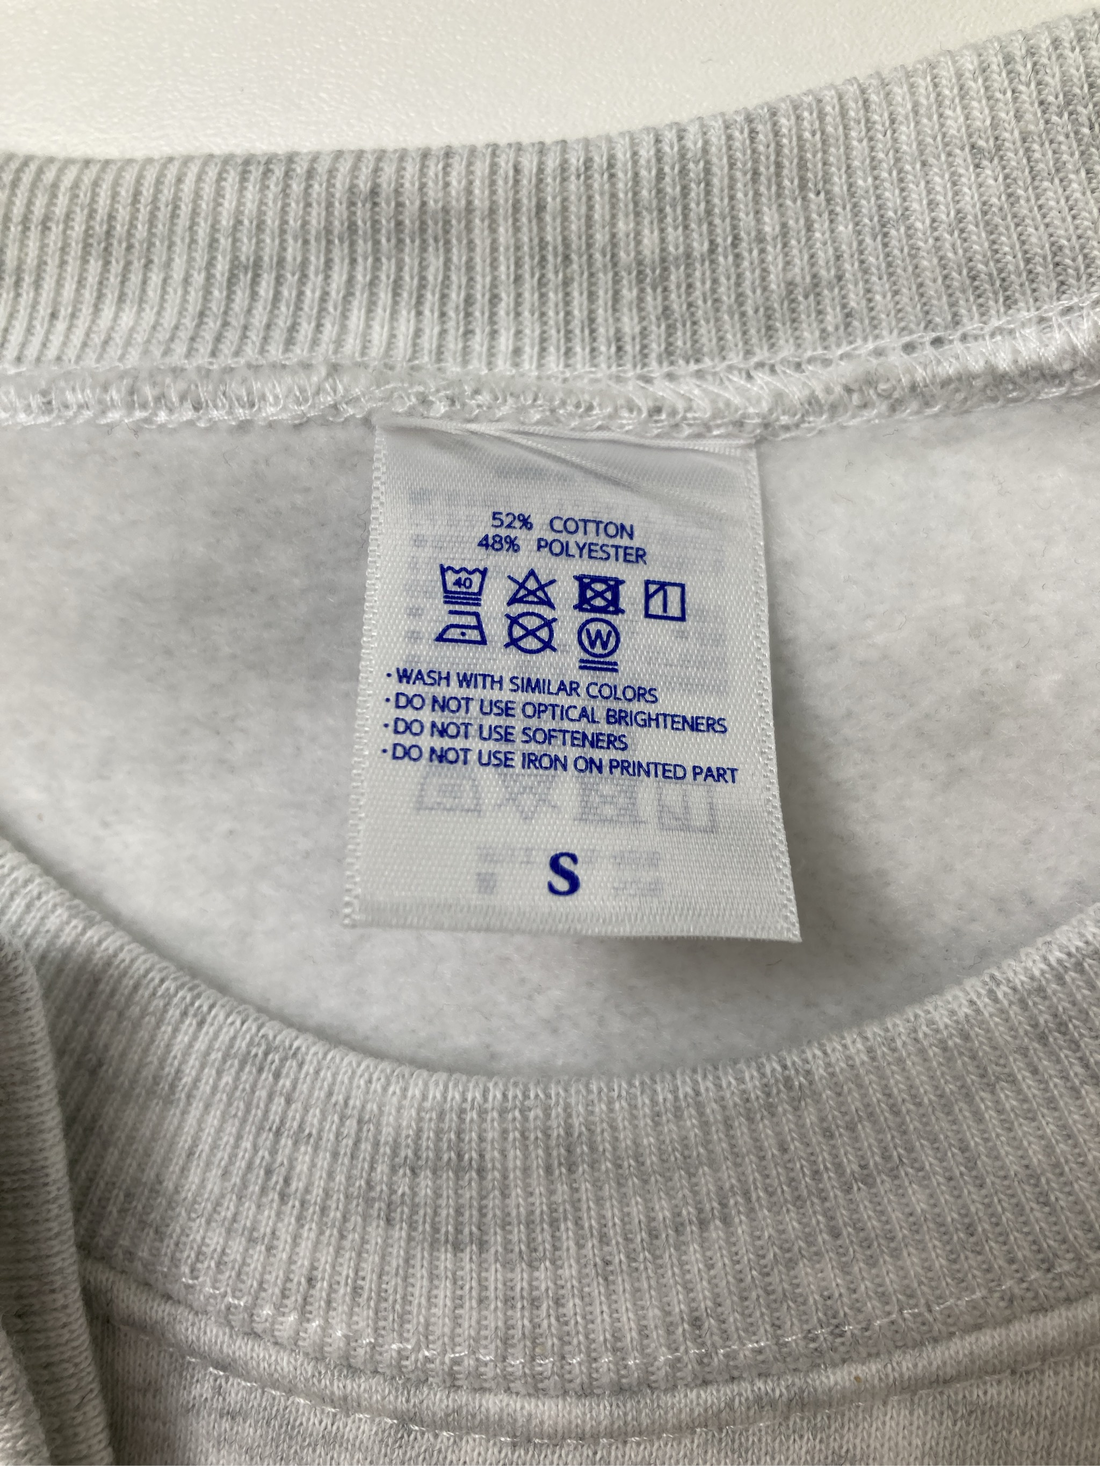 52% COTTON
48% POLYESTER
40
W
· WASH WITH SIMILAR COLORS
· DO NOT USE OPTICAL BRIGHTENERS
· DO NOT USE SOFTENERS
· DO NOT USE IRON ON PRINTED PART
S